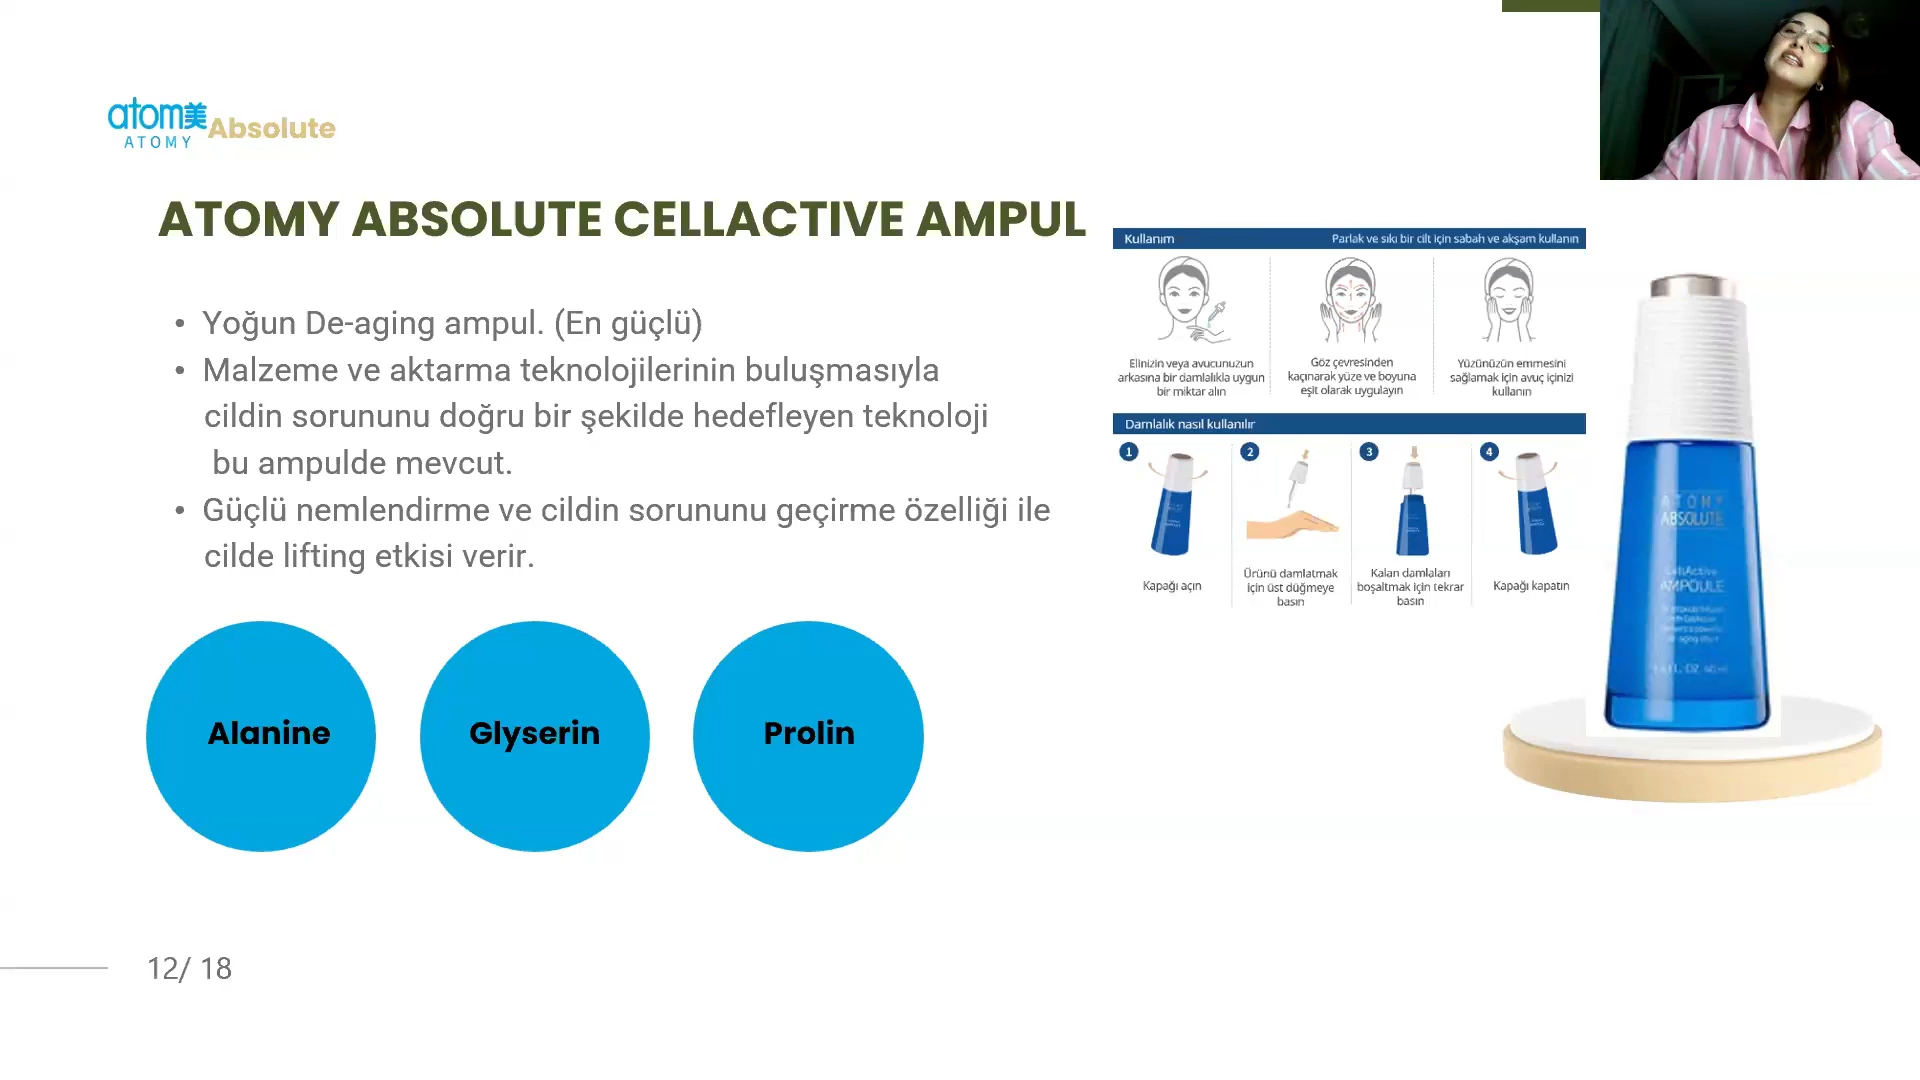 atom美
ATOMY
Absolute
ATOMY ABSOLUTE CELLACTIVE AMPUL
• Yoğun De-aging ampul. (En güçlü)
• Malzeme ve aktarma teknolojilerinin buluşmasıyla
cildin sorununu doğru bir şekilde hedefleyen teknoloji
bu ampulde mevcut.
• Güçlü nemlendirme ve cildin sorununu geçirme özelliği ile
cilde lifting etkisi verir.
Alanine
Glyserin
Prolin
12/ 18
Kullanım
Parlak ve sıkı bir cilt için sabah ve akşam kullanın
Elinizin veya avucunuzun
arkasına bir damlalıkla uygun
bir miktar alın
Göz çevresinden
kaçınarak yüze ve boyuna
eşit olarak uygulayın
Yüzünüzün emmesini
sağlamak için avuç içinizi
kullanın
Damlalık nasıl kullanılır
1
Kapağı açın
2
Ürünü damlatmak
için üst düğmeye
basın
3
Kalan damlaları
boşaltmak için tekrar
basın
4
Kapağı kapatın
ATOMY
ABSOLUTE
CellActive
AMPOULE